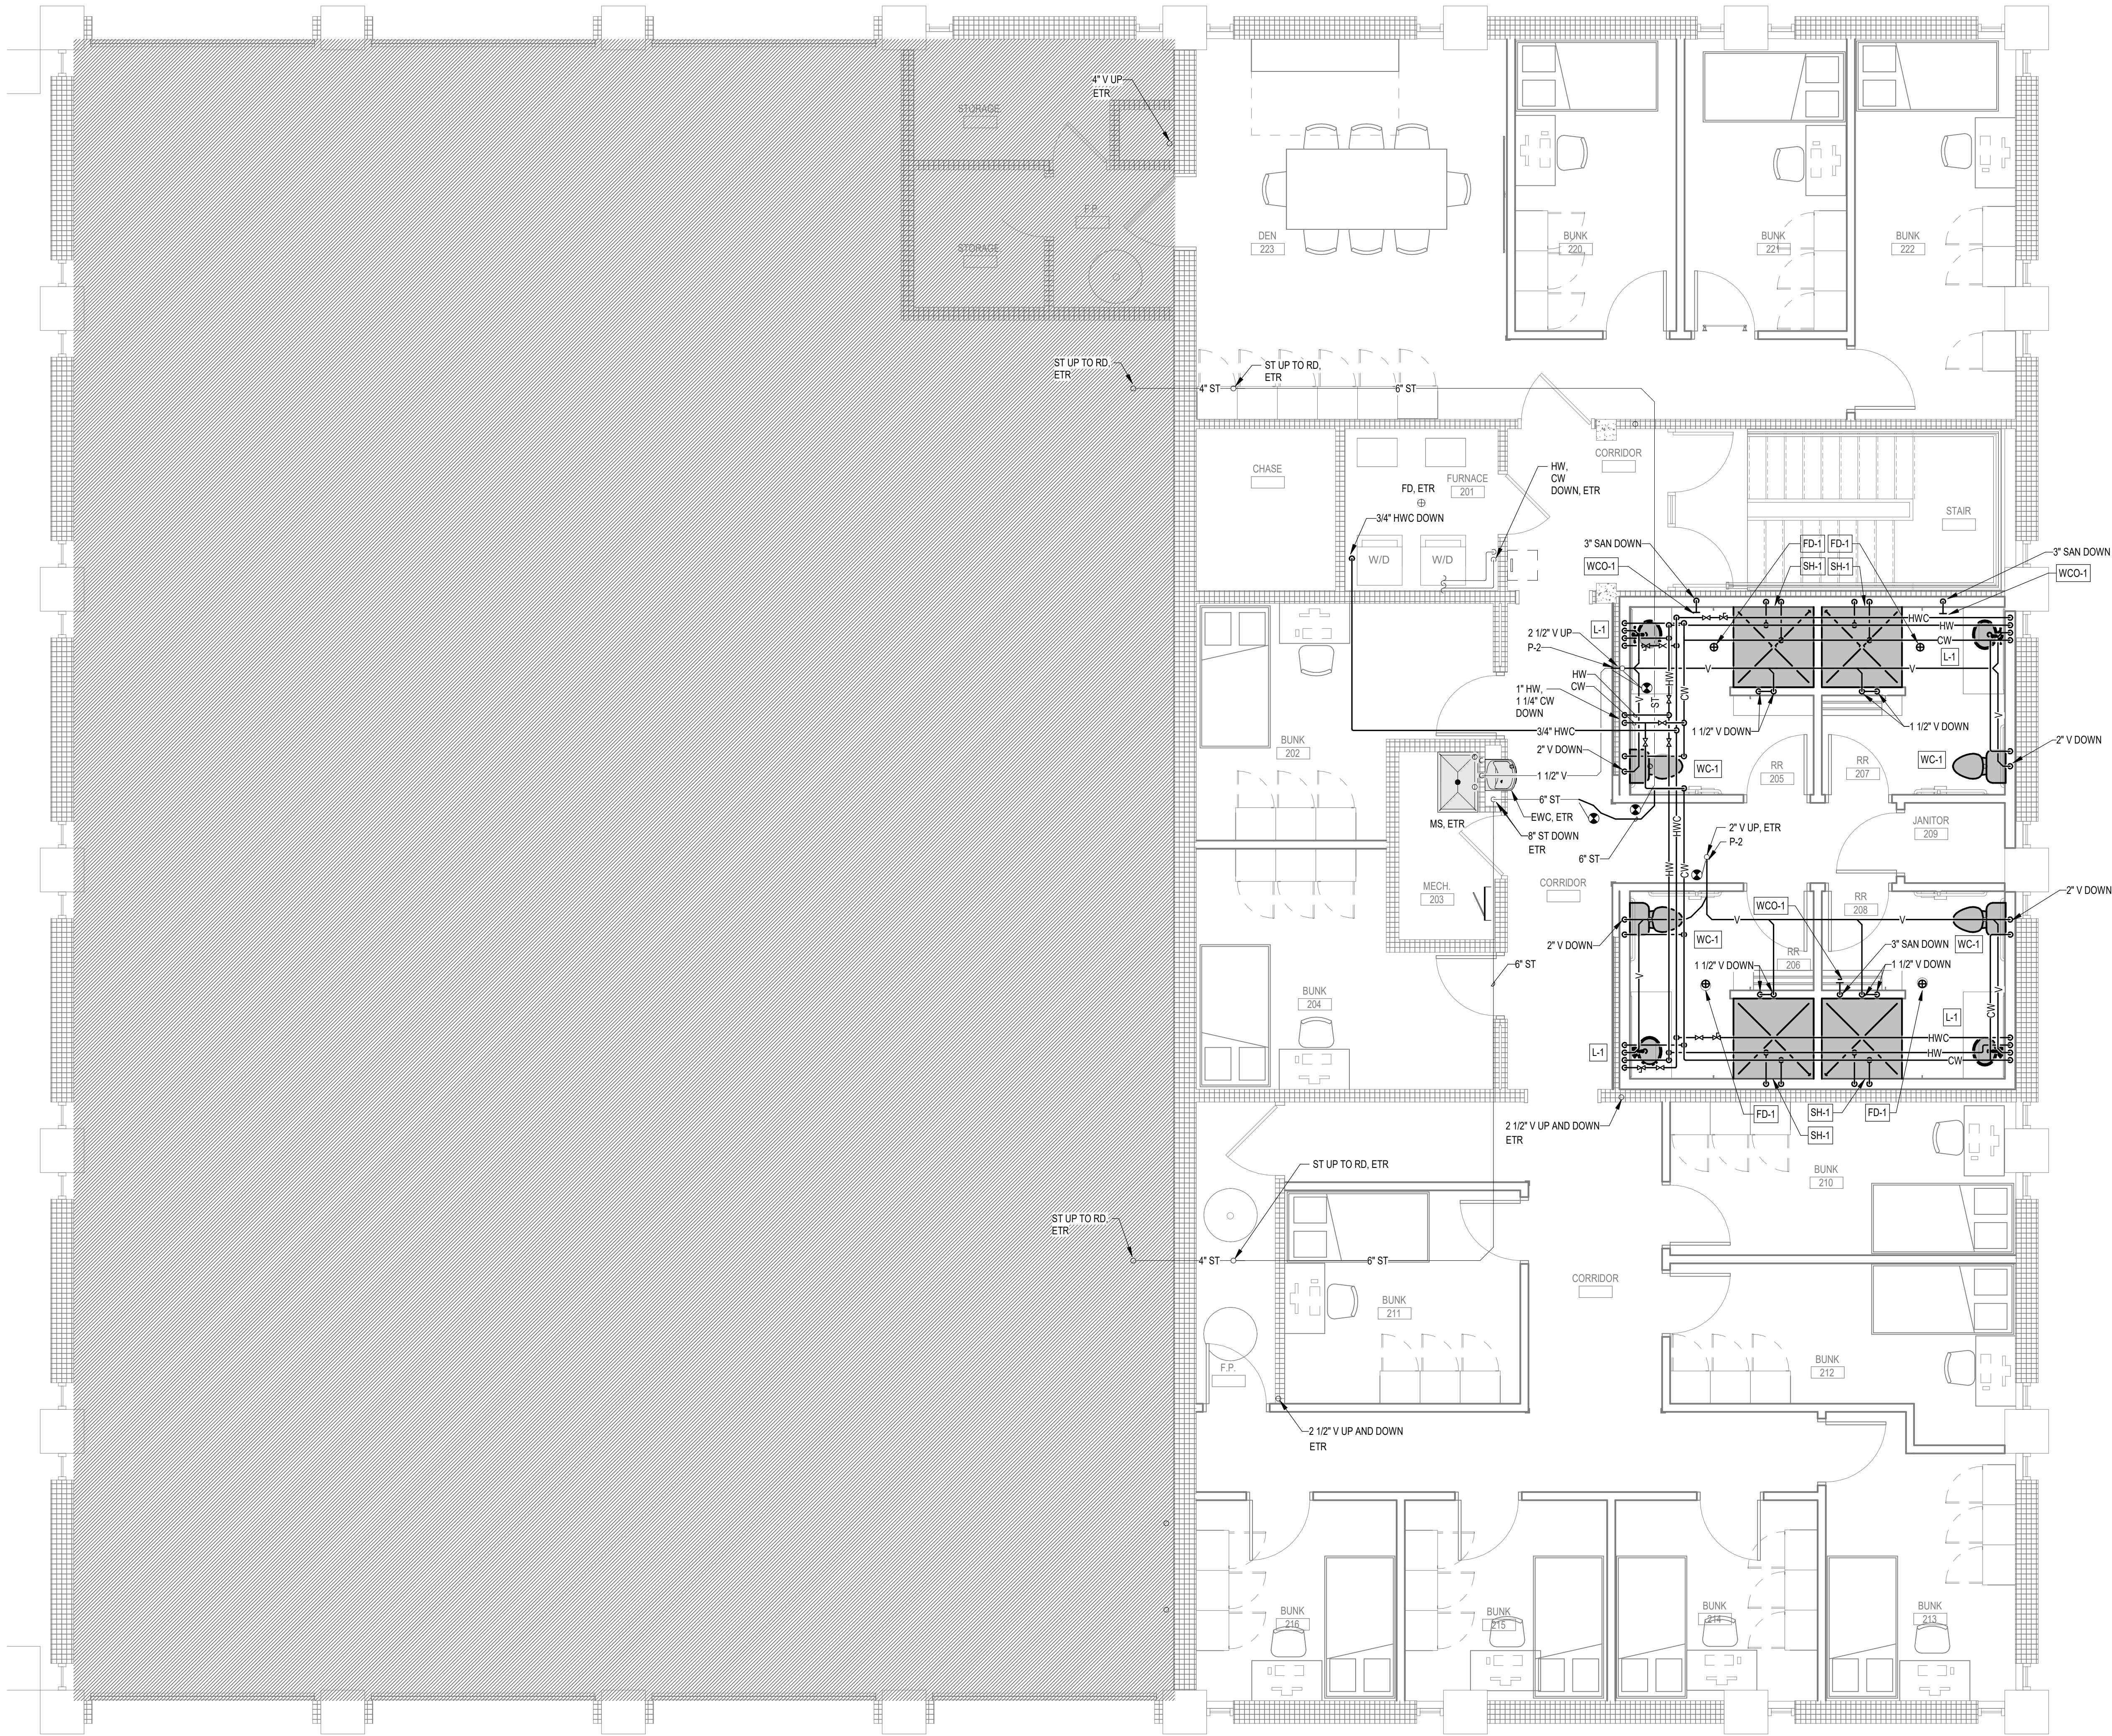 4" V UP
ETR
STORAGE
F.P.
STORAGE
DEN
223
BUNK
220
BUNK
221
BUNK
222
ST UP TO RD,
ETR
4" ST
ST UP TO RD,
ETR
6" ST
CORRIDOR
CHASE
FURNACE
201
FD, ETR
HW,
CW
DOWN, ETR
3/4" HWC DOWN
W/D
W/D
STAIR
3" SAN DOWN
WCO-1
FD-1
FD-1
SH-1
SH-1
3" SAN DOWN
WCO-1
L-1
2 1/2" V UP
P-2
HWC
HW
CW
L-1
V
V
HW
CW
1" HW,
1 1/4" CW
DOWN
HW
CW
V
ST
V
1 1/2" V DOWN
1 1/2" V DOWN
3/4" HWC
2" V DOWN
2" V DOWN
BUNK
202
WC-1
WC-1
RR
205
RR
207
1 1/2" V
6" ST
EWC, ETR
MS, ETR
8" ST DOWN
ETR
6" ST
HWC
2" V UP, ETR
P-2
JANITOR
209
HW
CW
MECH.
203
CORRIDOR
2" V DOWN
WCO-1
RR
208
V
V
2" V DOWN
WC-1
3" SAN DOWN
WC-1
RR
206
1 1/2" V DOWN
1 1/2" V DOWN
6" ST
V
V
BUNK
204
CW
L-1
L-1
HWC
HW
CW
FD-1
SH-1
FD-1
SH-1
2 1/2" V UP AND DOWN
ETR
ST UP TO RD, ETR
BUNK
210
ST UP TO RD,
ETR
4" ST
6" ST
CORRIDOR
BUNK
211
F.P.
BUNK
212
2 1/2" V UP AND DOWN
ETR
BUNK
216
BUNK
215
BUNK
214
BUNK
213